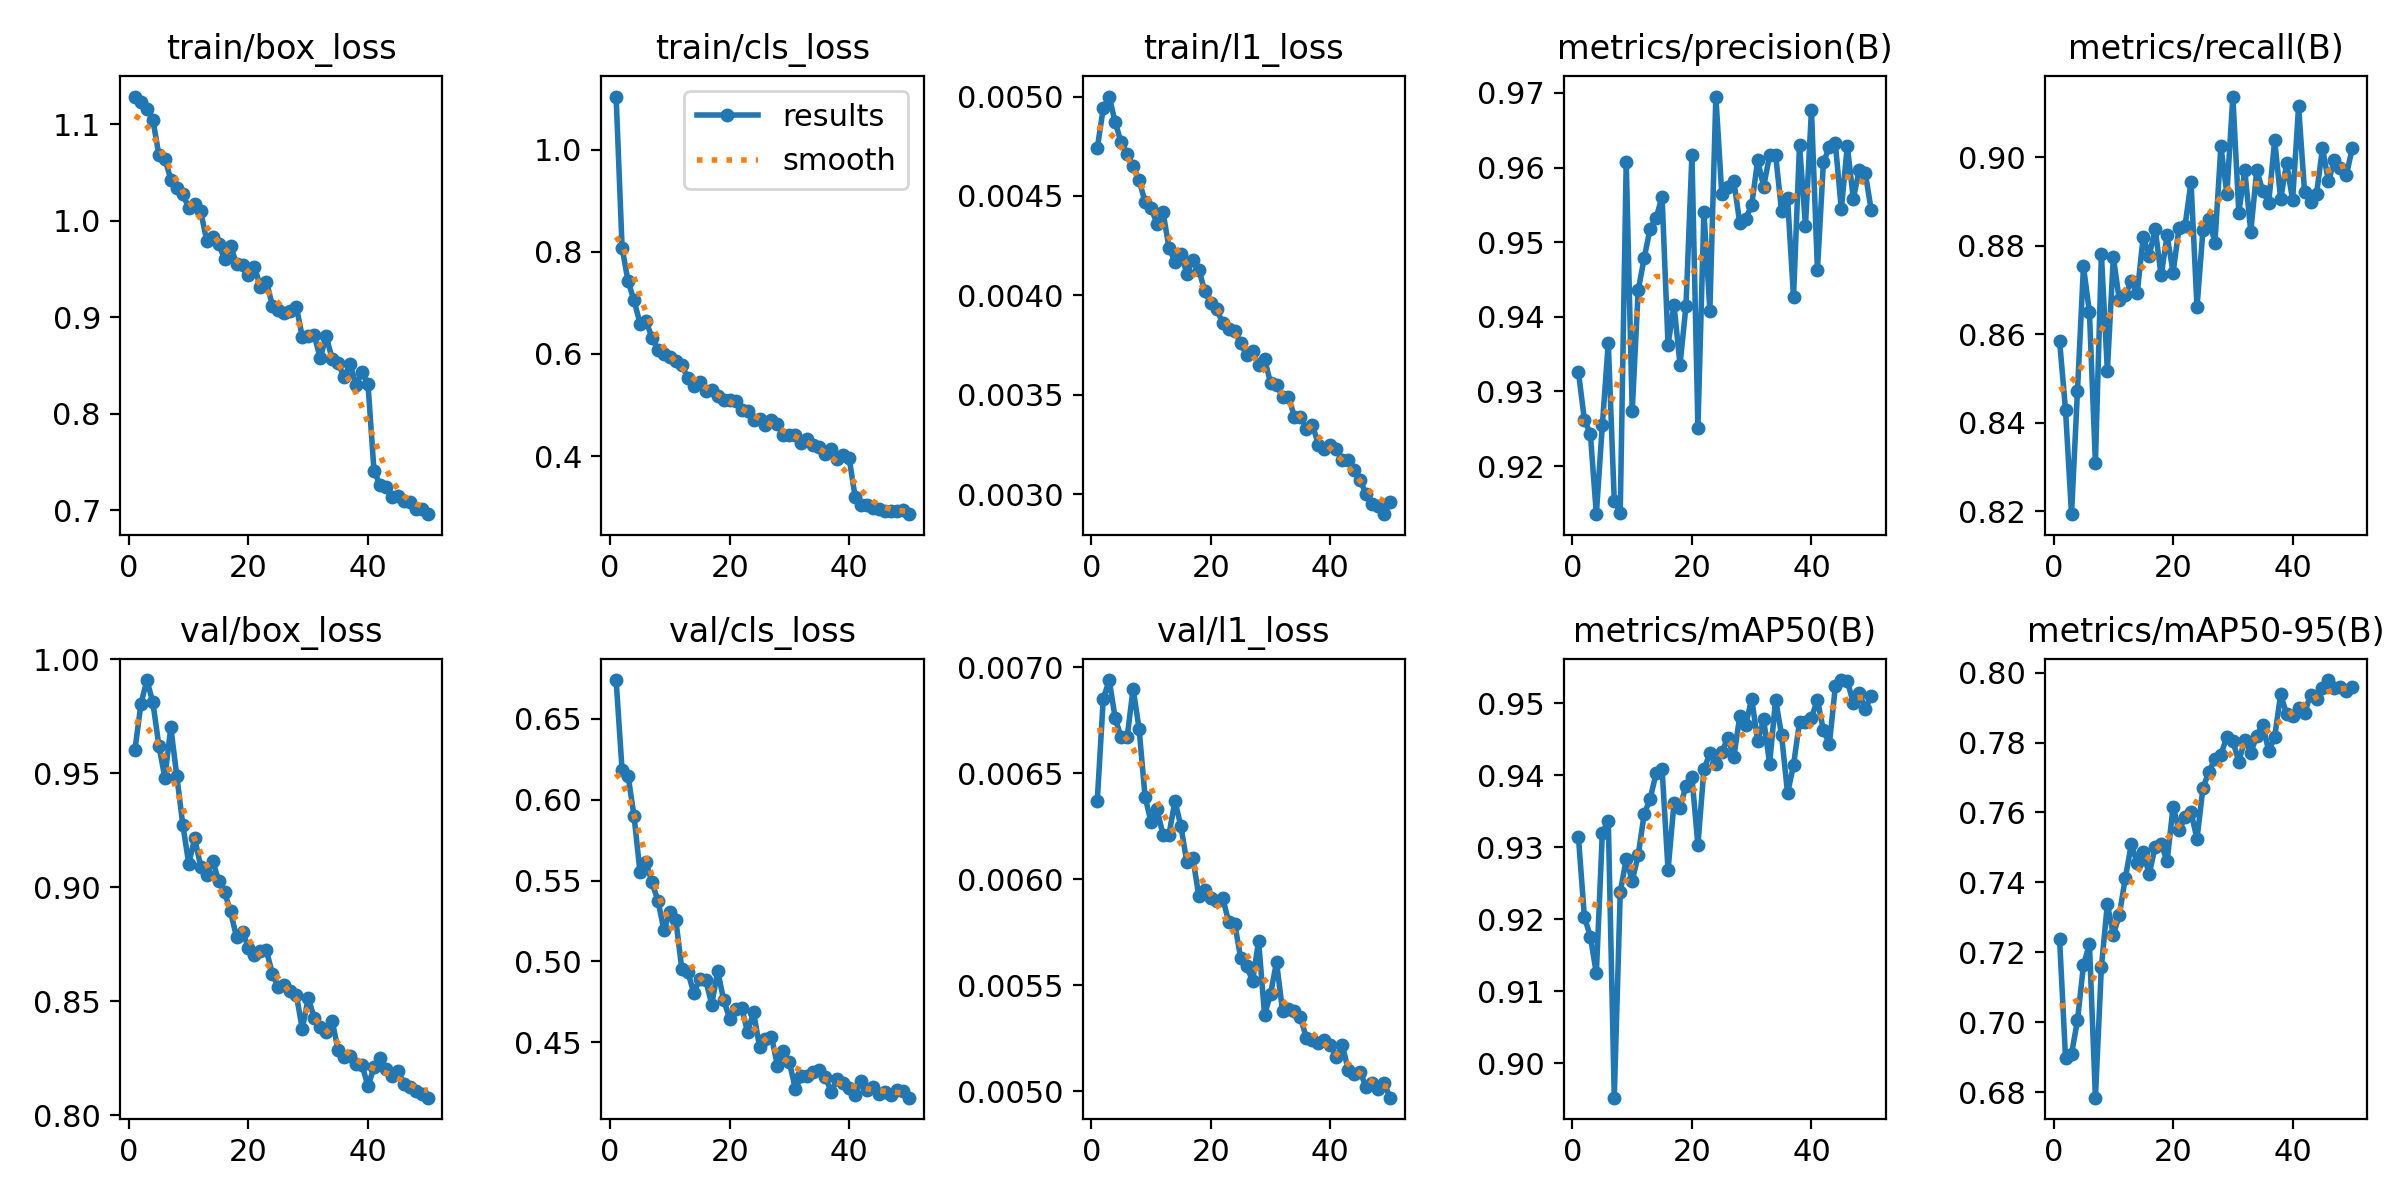 train/box_loss
1.1
1.0
0.9
0.8
0.7
0 20 40
train/cls_loss
results
smooth
1.0
0.8
0.6
0.4
0 20 40
train/l1_loss
0.0050
0.0045
0.0040
0.0035
0.0030
0 20 40
metrics/precision(B)
0.97
0.96
0.95
0.94
0.93
0.92
0 20 40
metrics/recall(B)
0.90
0.88
0.86
0.84
0.82
0 20 40
val/box_loss
1.00
0.95
0.90
0.85
0.80
0 20 40
val/cls_loss
0.65
0.60
0.55
0.50
0.45
0 20 40
val/l1_loss
0.0070
0.0065
0.0060
0.0055
0.0050
0 20 40
metrics/mAP50(B)
0.95
0.94
0.93
0.92
0.91
0.90
0 20 40
metrics/mAP50-95(B)
0.80
0.78
0.76
0.74
0.72
0.70
0.68
0 20 40